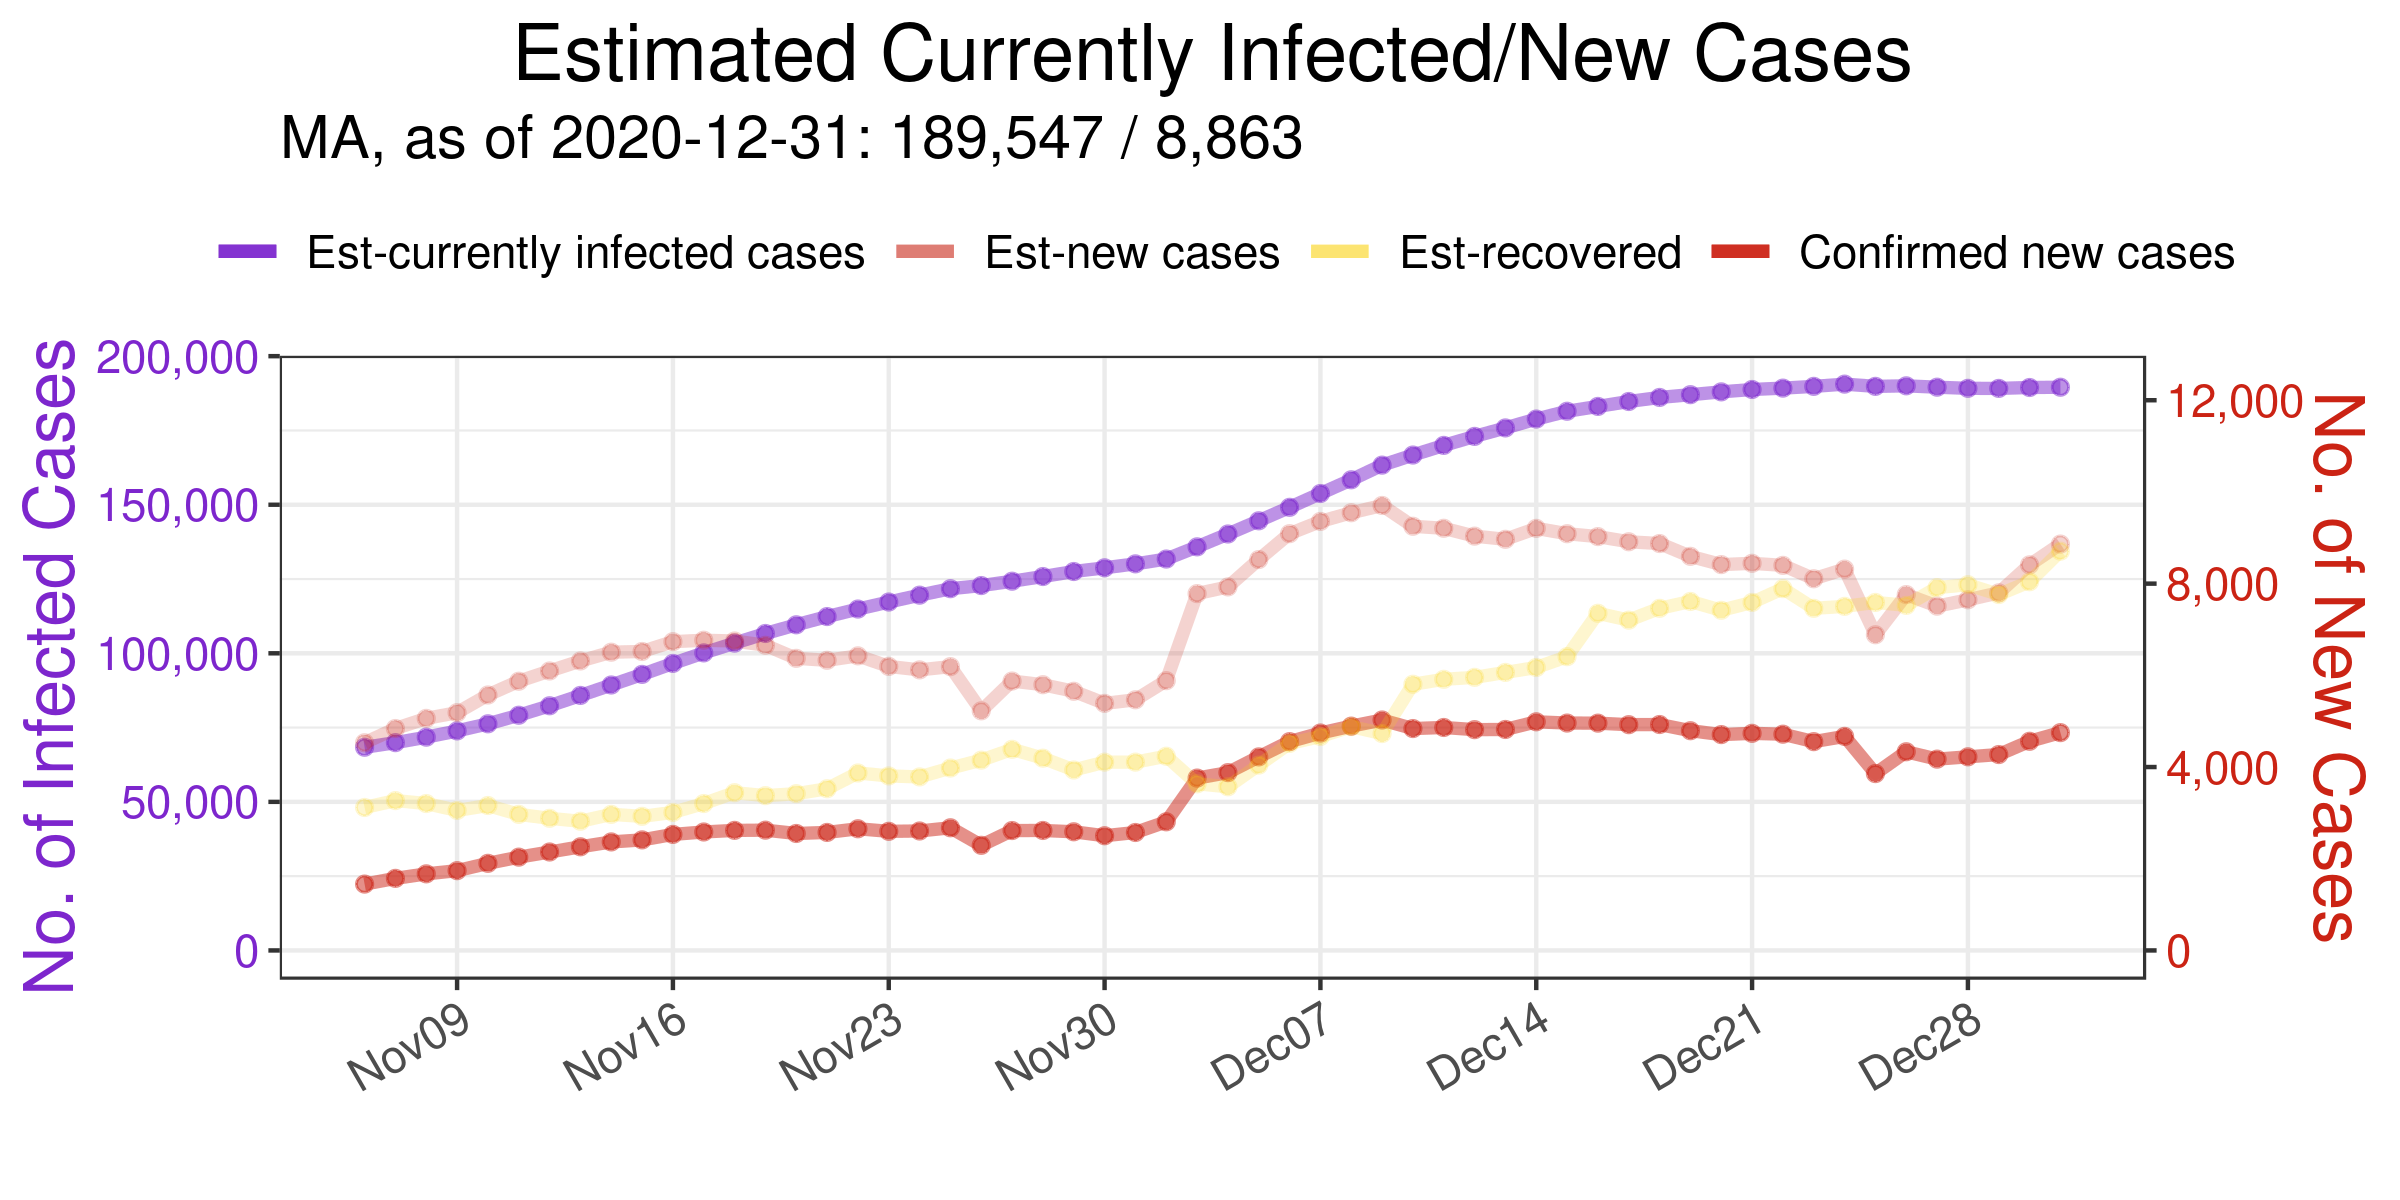 Estimated Currently Infected/New Cases
MA, as of 2020-12-31: 189,547 / 8,863
Est-currently infected cases Est-new cases Est-recovered Confirmed new cases
No. of Infected Cases
200,000
150,000
100,000
50,000
0
12,000
8,000
4,000
0
No. of New Cases
Nov09 Nov16 Nov23 Nov30 Dec07 Dec14 Dec21 Dec28